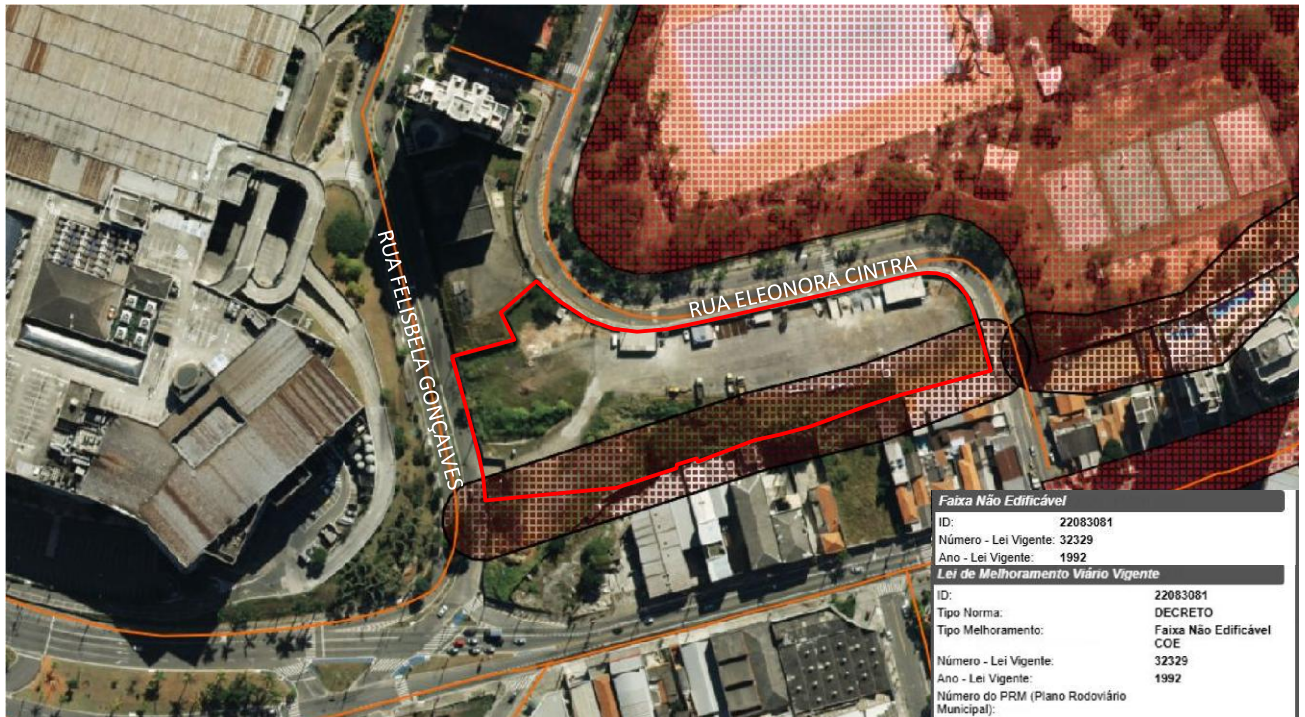 RUA FELISBELA GONÇALVES
RUA ELEONORA CINTRA
Faixa Não Edificável
ID: 22083081
Número - Lei Vigente: 32329
Ano - Lei Vigente: 1992
Lei de Melhoramento Viário Vigente
ID: 22083081
Tipo Norma: DECRETO
Tipo Melhoramento: Faixa Não Edificável
COE
Número - Lei Vigente: 32329
Ano - Lei Vigente: 1992
Número do PRM (Plano Rodoviário
Municipal):